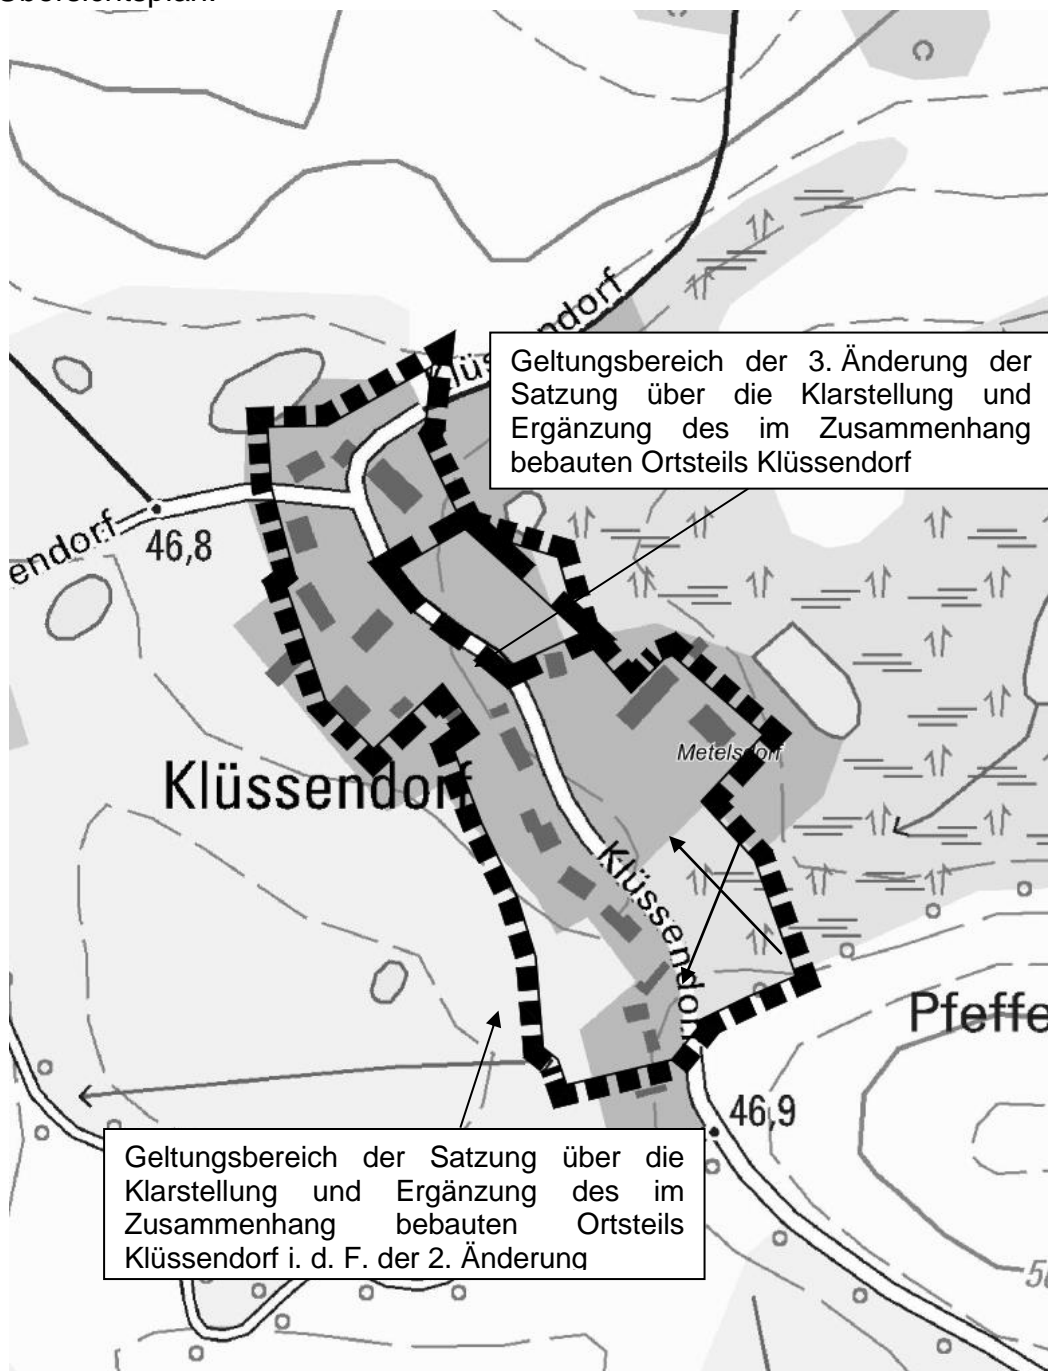 Übersichtsplan:
Klüssendorf
Geltungsbereich der 3. Änderung der
Satzung über die Klarstellung und
Ergänzung des im Zusammenhang
bebauten Ortsteils Klüssendorf
endorf
46,8
Metelsdorf
Klüssendorf
Klüssendorf
Pfeffe
46,9
Geltungsbereich der Satzung über die
Klarstellung und Ergänzung des im
Zusammenhang bebauten Ortsteils
Klüssendorf i. d. F. der 2. Änderung